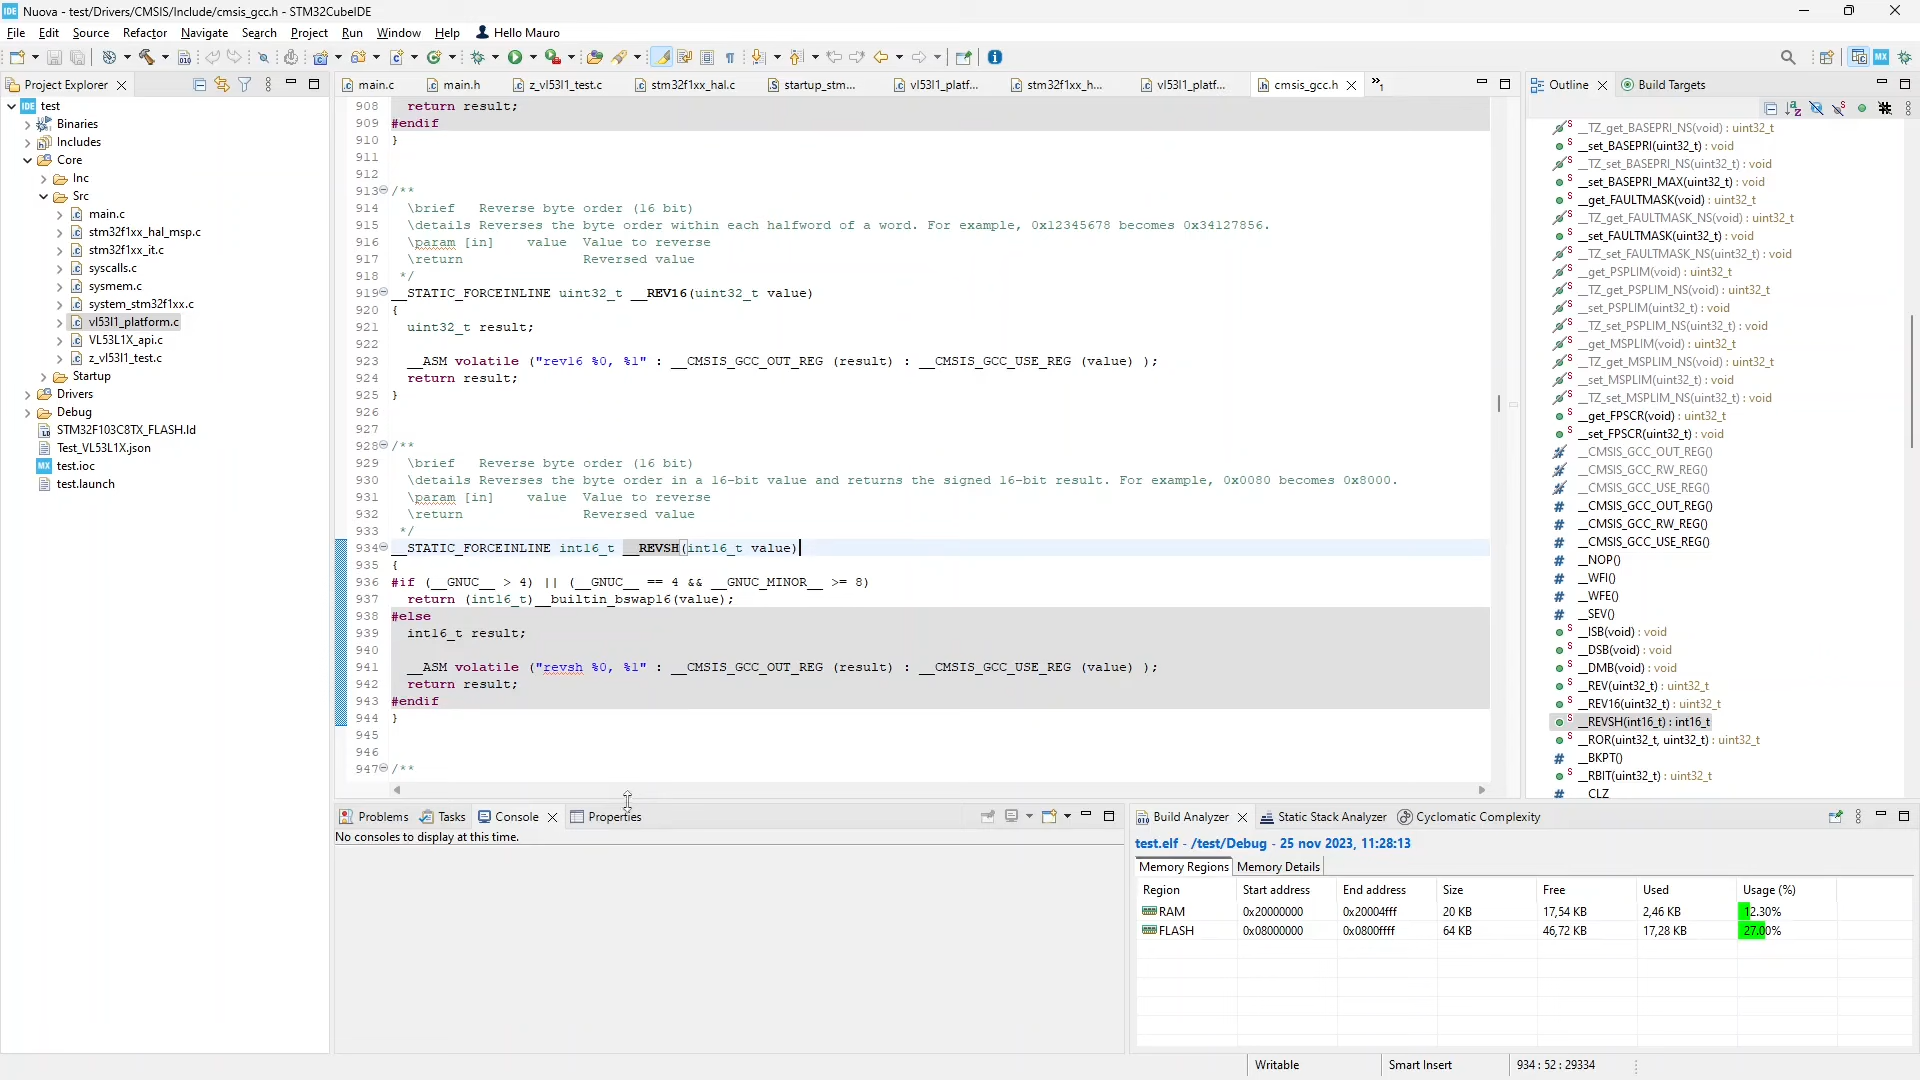 Nuova - test/Drivers/CMSIS/Include/cmsis_gcc.h - STM32CubeIDE
File Edit Source Refactor Navigate Search Project Run Window Help Hello Mauro
Project Explorer
main.c main.h z_vl53l1_test.c stm32f1xx_hal.c startup_stm... vl53l1_platf... stm32f1xx_h... vl53l1_platf... cmsis_gcc.h
Outline Build Targets
test
Binaries
Includes
Core
Inc
Src
main.c
stm32f1xx_hal_msp.c
stm32f1xx_it.c
syscalls.c
sysmem.c
system_stm32f1xx.c
vl53l1_platform.c
VL53L1X_api.c
z_vl53l1_test.c
Startup
Drivers
Debug
STM32F103C8TX_FLASH.ld
Test_VL53L1X.json
test.ioc
test.launch
908 return result;
909 #endif
910 }
911
912
913 /**
914 \brief Reverse byte order (16 bit)
915 \details Reverses the byte order within each halfword of a word. For example, 0x12345678 becomes 0x34127856.
916 \param [in] value Value to reverse
917 \return Reversed value
918 */
919 __STATIC_FORCEINLINE uint32_t __REV16(uint32_t value)
920 {
921 uint32_t result;
922
923 __ASM volatile ("rev16 %0, %1" : __CMSIS_GCC_OUT_REG (result) : __CMSIS_GCC_USE_REG (value) );
924 return result;
925 }
926
927
928 /**
929 \brief Reverse byte order (16 bit)
930 \details Reverses the byte order in a 16-bit value and returns the signed 16-bit result. For example, 0x0080 becomes 0x8000.
931 \param [in] value Value to reverse
932 \return Reversed value
933 */
934 __STATIC_FORCEINLINE int16_t __REVSH(int16_t value)
935 {
936 #if (__GNUC__ > 4) || (__GNUC__ == 4 && __GNUC_MINOR__ >= 8)
937 return (int16_t)__builtin_bswap16(value);
938 #else
939 int16_t result;
940
941 __ASM volatile ("revsh %0, %1" : __CMSIS_GCC_OUT_REG (result) : __CMSIS_GCC_USE_REG (value) );
942 return result;
943 #endif
944 }
945
946
947 /**
__TZ_get_BASEPRI_NS(void) : uint32_t
__set_BASEPRI(uint32_t) : void
__TZ_set_BASEPRI_NS(uint32_t) : void
__set_BASEPRI_MAX(uint32_t) : void
__get_FAULTMASK(void) : uint32_t
__TZ_get_FAULTMASK_NS(void) : uint32_t
__set_FAULTMASK(uint32_t) : void
__TZ_set_FAULTMASK_NS(uint32_t) : void
__get_PSPLIM(void) : uint32_t
__TZ_get_PSPLIM_NS(void) : uint32_t
__set_PSPLIM(uint32_t) : void
__TZ_set_PSPLIM_NS(uint32_t) : void
__get_MSPLIM(void) : uint32_t
__TZ_get_MSPLIM_NS(void) : uint32_t
__set_MSPLIM(uint32_t) : void
__TZ_set_MSPLIM_NS(uint32_t) : void
__get_FPSCR(void) : uint32_t
__set_FPSCR(uint32_t) : void
__CMSIS_GCC_OUT_REG()
__CMSIS_GCC_RW_REG()
__CMSIS_GCC_USE_REG()
__CMSIS_GCC_OUT_REG()
__CMSIS_GCC_RW_REG()
__CMSIS_GCC_USE_REG()
__NOP()
__WFI()
__WFE()
__SEV()
__ISB(void) : void
__DSB(void) : void
__DMB(void) : void
__REV(uint32_t) : uint32_t
__REV16(uint32_t) : uint32_t
__REVSH(int16_t) : int16_t
__ROR(uint32_t, uint32_t) : uint32_t
__BKPT()
__RBIT(uint32_t) : uint32_t
__CLZ
Problems Tasks Console Properties
No consoles to display at this time.
Build Analyzer Static Stack Analyzer Cyclomatic Complexity
test.elf - /test/Debug - 25 nov 2023, 11:28:13
Memory Regions Memory Details
Region Start address End address Size Free Used Usage (%)
RAM 0x20000000 0x20004fff 20 KB 17,54 KB 2,46 KB 12.30%
FLASH 0x08000000 0x0800ffff 64 KB 46,72 KB 17,28 KB 27.00%
Writable Smart Insert 934 : 52 : 29334